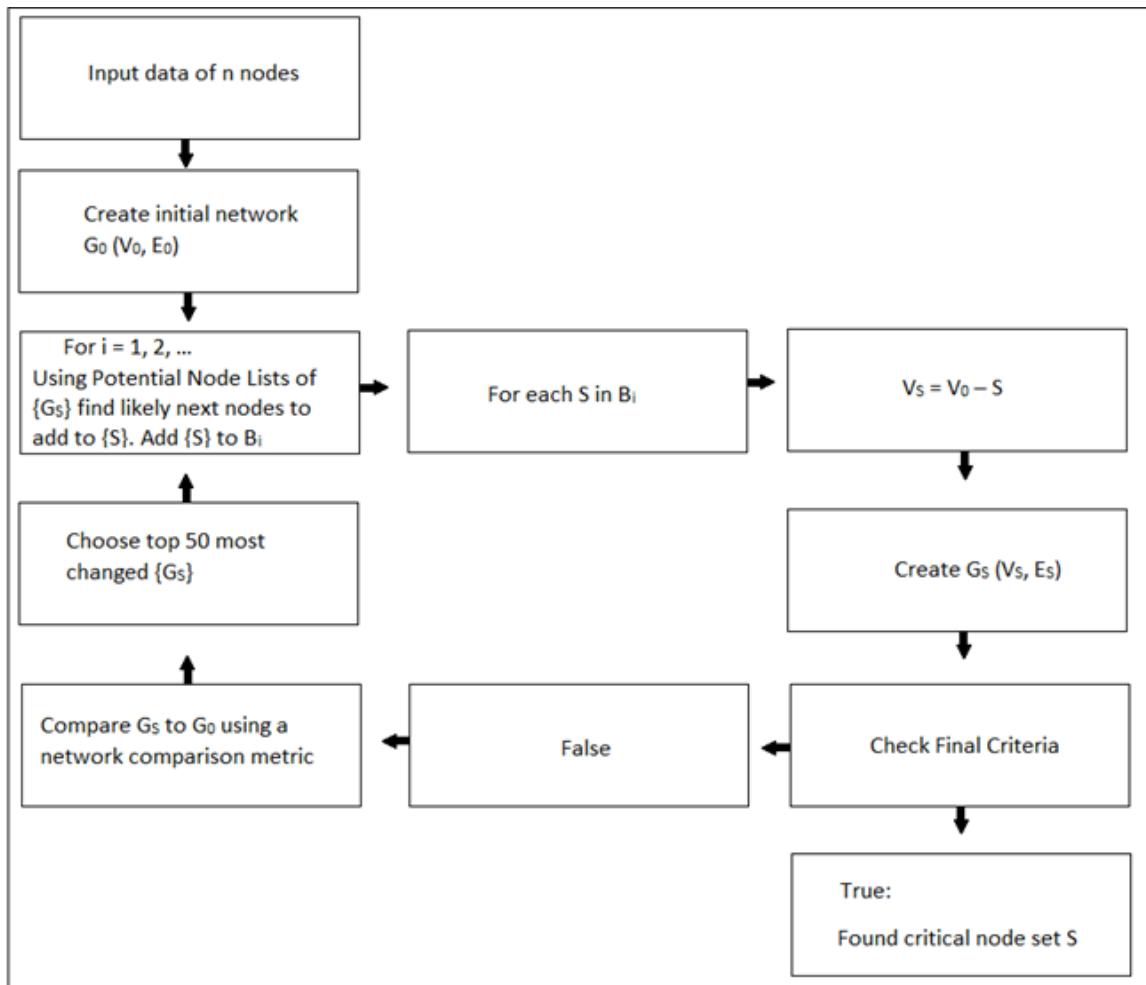 Input data of n nodes
Create initial network
G₀ (V₀, E₀)
For i = 1, 2, ...
Using Potential Node Lists of
{Gₛ} find likely next nodes to
add to {S}. Add {S} to Bᵢ
For each S in Bᵢ
Vₛ = V₀ – S
Create Gₛ (Vₛ, Eₛ)
Check Final Criteria
True:
Found critical node set S
False
Compare Gₛ to G₀ using a
network comparison metric
Choose top 50 most
changed {Gₛ}